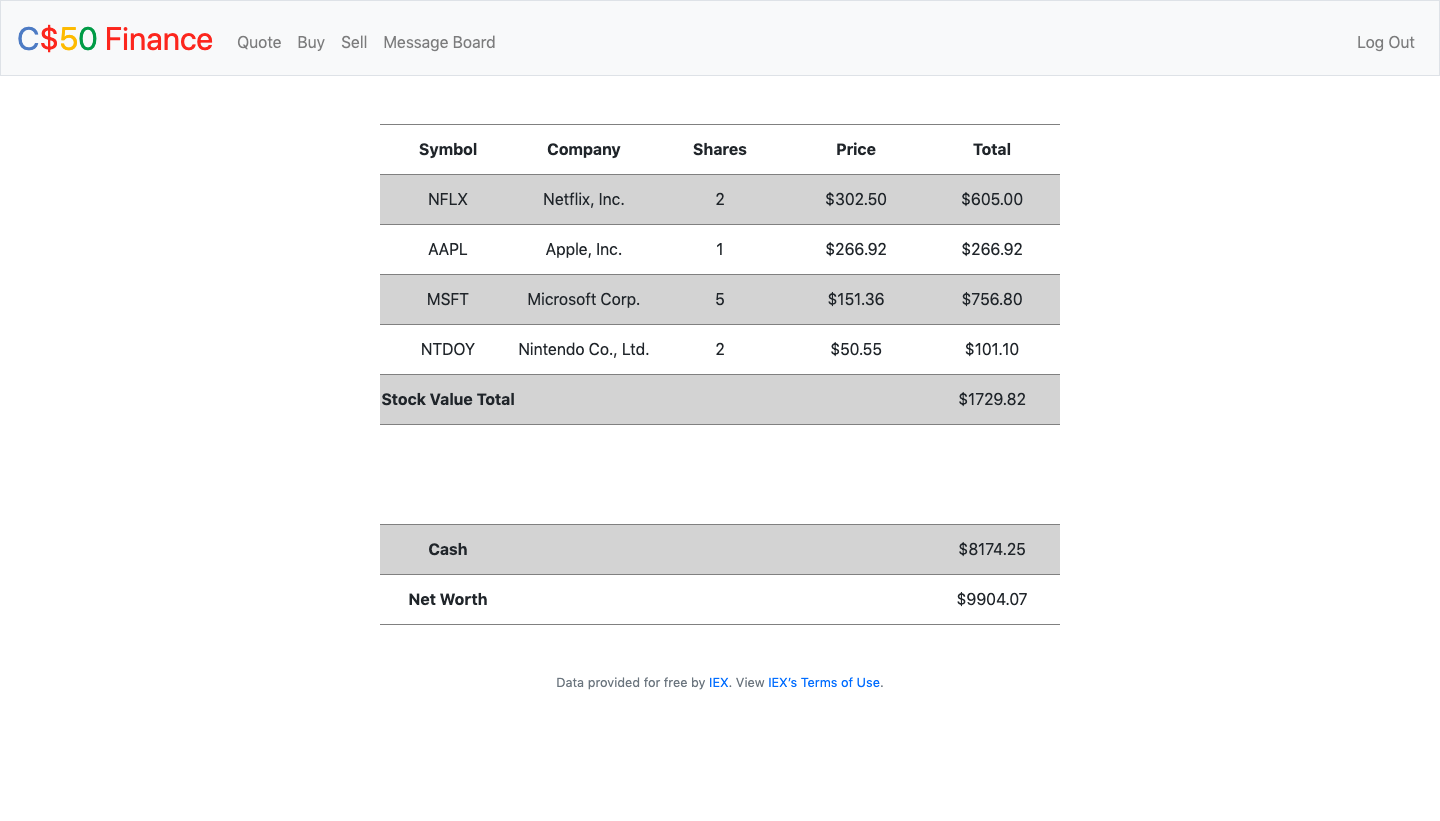 C$50 Finance Quote Buy Sell Message Board Log Out
Symbol Company Shares Price Total
NFLX Netflix, Inc. 2 $302.50 $605.00
AAPL Apple, Inc. 1 $266.92 $266.92
MSFT Microsoft Corp. 5 $151.36 $756.80
NTDOY Nintendo Co., Ltd. 2 $50.55 $101.10
Stock Value Total $1729.82
Cash $8174.25
Net Worth $9904.07
Data provided for free by IEX. View IEX's Terms of Use.